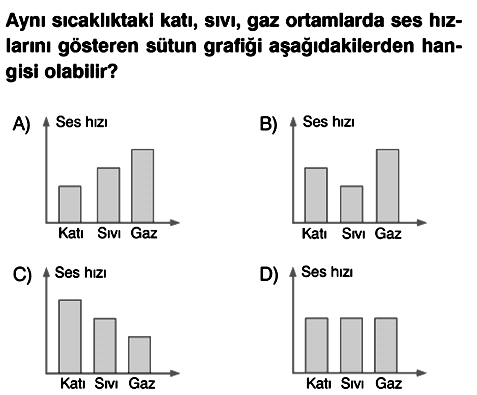 Aynı sıcaklıktaki katı, sıvı, gaz ortamlarda ses hız-
larını gösteren sütun grafiği aşağıdakilerden han-
gisi olabilir?
A) Ses hızı
Katı Sıvı Gaz
B) Ses hızı
Katı Sıvı Gaz
C) Ses hızı
Katı Sıvı Gaz
D) Ses hızı
Katı Sıvı Gaz